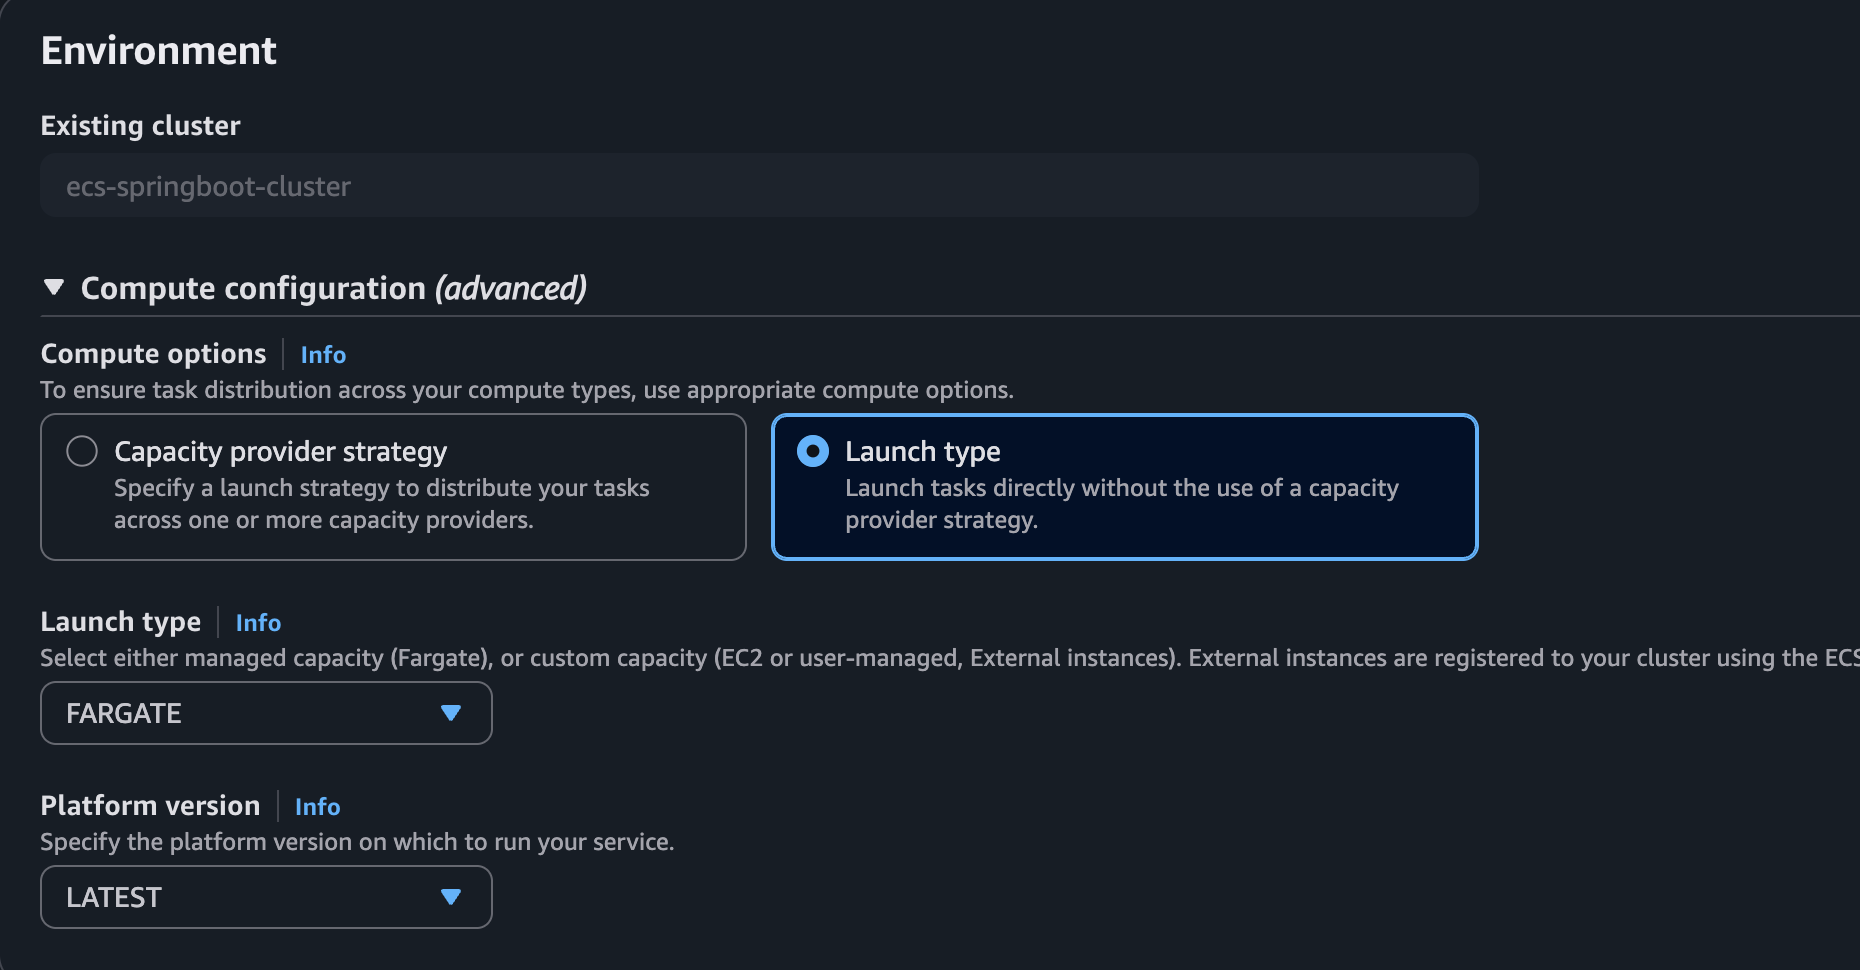 Environment
Existing cluster
ecs-springboot-cluster
Compute configuration (advanced)
Compute options
Info
To ensure task distribution across your compute types, use appropriate compute options.
Capacity provider strategy
Specify a launch strategy to distribute your tasks
across one or more capacity providers.
Launch type
Launch tasks directly without the use of a capacity
provider strategy.
Launch type
Info
Select either managed capacity (Fargate), or custom capacity (EC2 or user-managed, External instances). External instances are registered to your cluster using the ECS
FARGATE
Platform version
Info
Specify the platform version on which to run your service.
LATEST